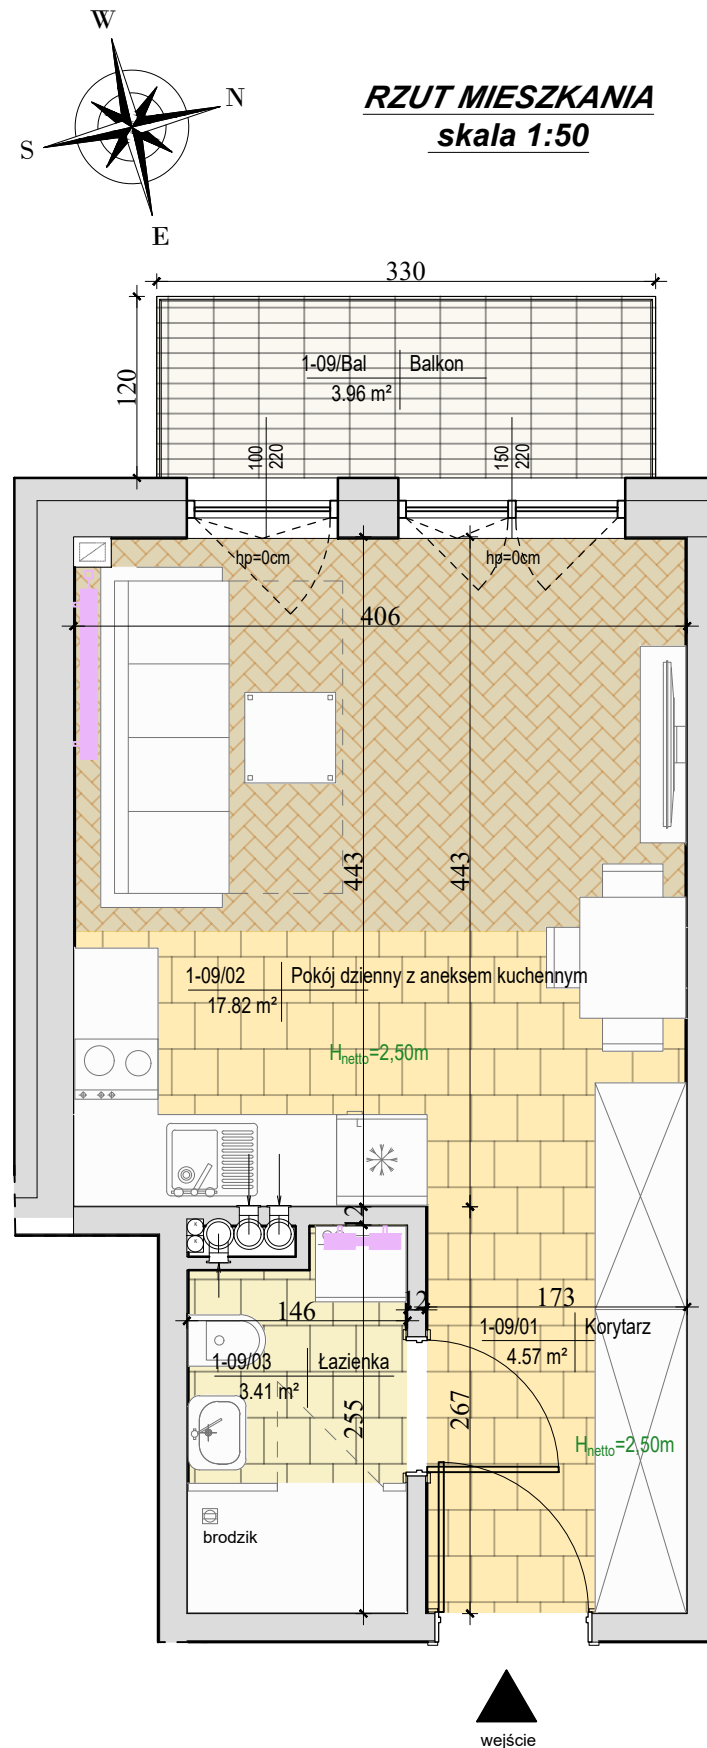 W
N
S
E
RZUT MIESZKANIA
skala 1:50
330
120
1-09/Bal Balkon
3.96 m²
100
220
150
220
hp=0cm
hp=0cm
406
443
443
1-09/02 Pokój dzienny z aneksem kuchennym
17.82 m²
Hnetto=2,50m
12
146
12
173
1-09/01 Korytarz
4.57 m²
1-09/03 Łazienka
3.41 m²
255
267
Hnetto=2,50m
brodzik
wejście